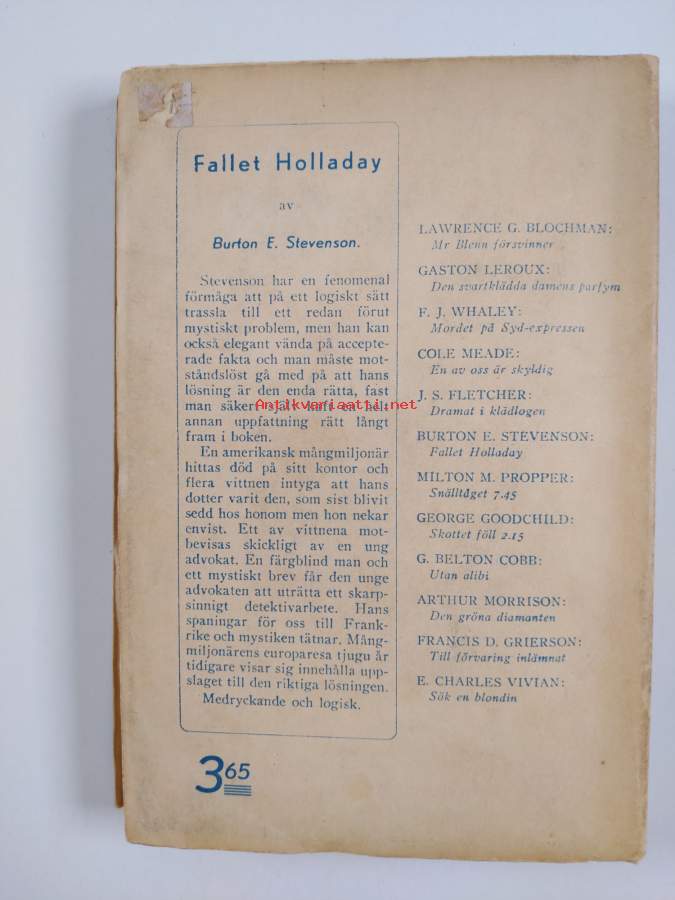 Fallet Holladay
av
Burton E. Stevenson.
Stevenson har en fenomenal
förmåga att på ett logiskt sätt
trassla till ett redan förut
mystiskt problem, men han kan
också elegant vända på accepte-
rade fakta och man måste mot-
ståndslöst gå med på att hans
lösning är den enda rätta, fast
man säkert själv haft en helt
annan uppfattning rätt långt
fram i boken.
En amerikansk mångmiljonär
hittas död på sitt kontor och
flera vittnen intyga att hans
dotter varit den, som sist blivit
sedd hos honom men hon nekar
envist. Ett av vittnena mot-
bevisas skickligt av en ung
advokat. En färgblind man och
ett mystiskt brev får den unge
advokaten att uträtta ett skarp-
sinnigt detektivarbete. Hans
spaningar för oss till Frank-
rike och mystiken tätnar. Mång-
miljonärens europaresa tjugu år
tidigare visar sig innehålla upp-
slaget till den riktiga lösningen.
Medryckande och logisk.
3 65
LAWRENCE G. BLOCHMAN:
Mr Blenn försvinner
GASTON LEROUX:
Den svartklädda damens parfym
F. J. WHALEY:
Mordet på Syd-expressen
COLE MEADE:
En av oss är skyldig
J. S. FLETCHER:
Dramat i klädlogen
BURTON E. STEVENSON:
Fallet Holladay
MILTON M. PROPPER:
Snälltåget 7.45
GEORGE GOODCHILD:
Skottet föll 2.15
G. BELTON COBB:
Utan alibi
ARTHUR MORRISON:
Den gröna diamanten
FRANCIS D. GRIERSON:
Till förvaring inlämnat
E. CHARLES VIVIAN:
Sök en blondin
Antikvariaatti.net